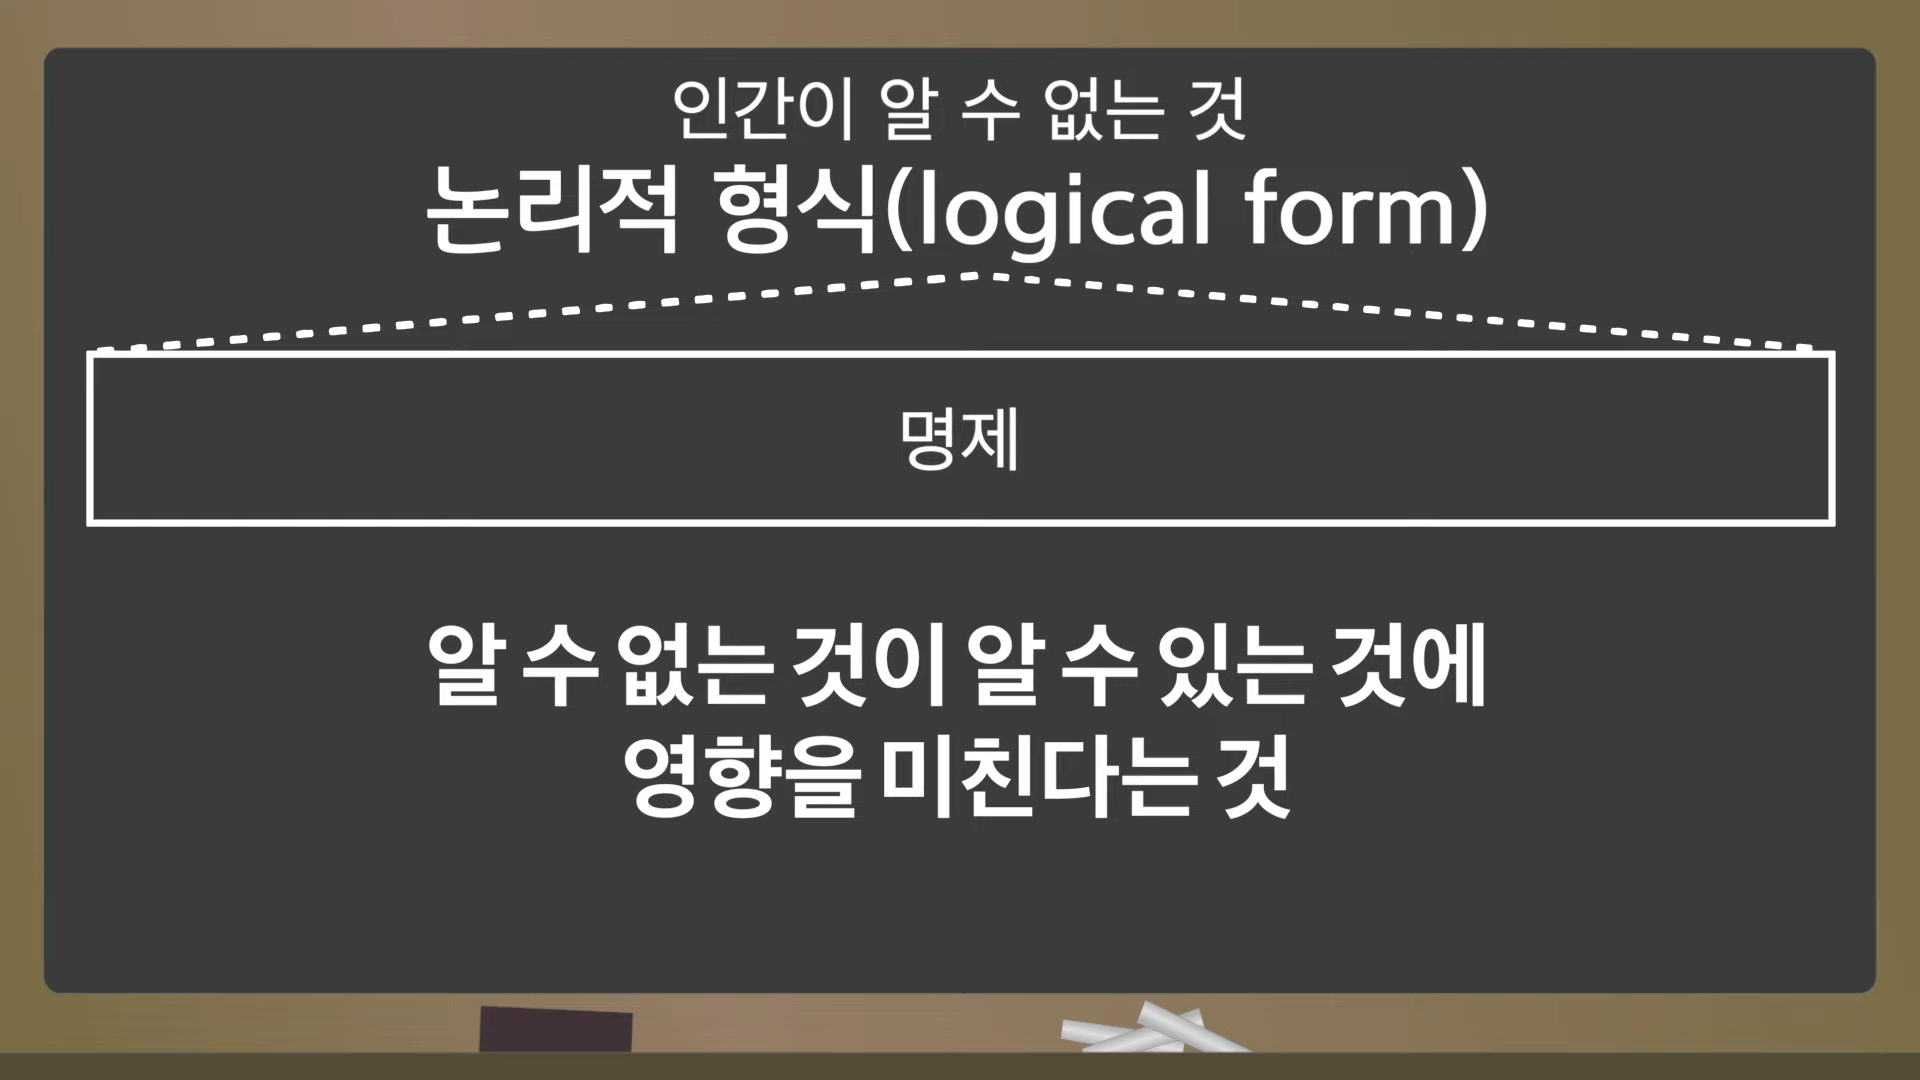 인간이 알 수 없는 것
논리적 형식(logical form)
명제
알 수 없는 것이 알 수 있는 것에
영향을 미친다는 것